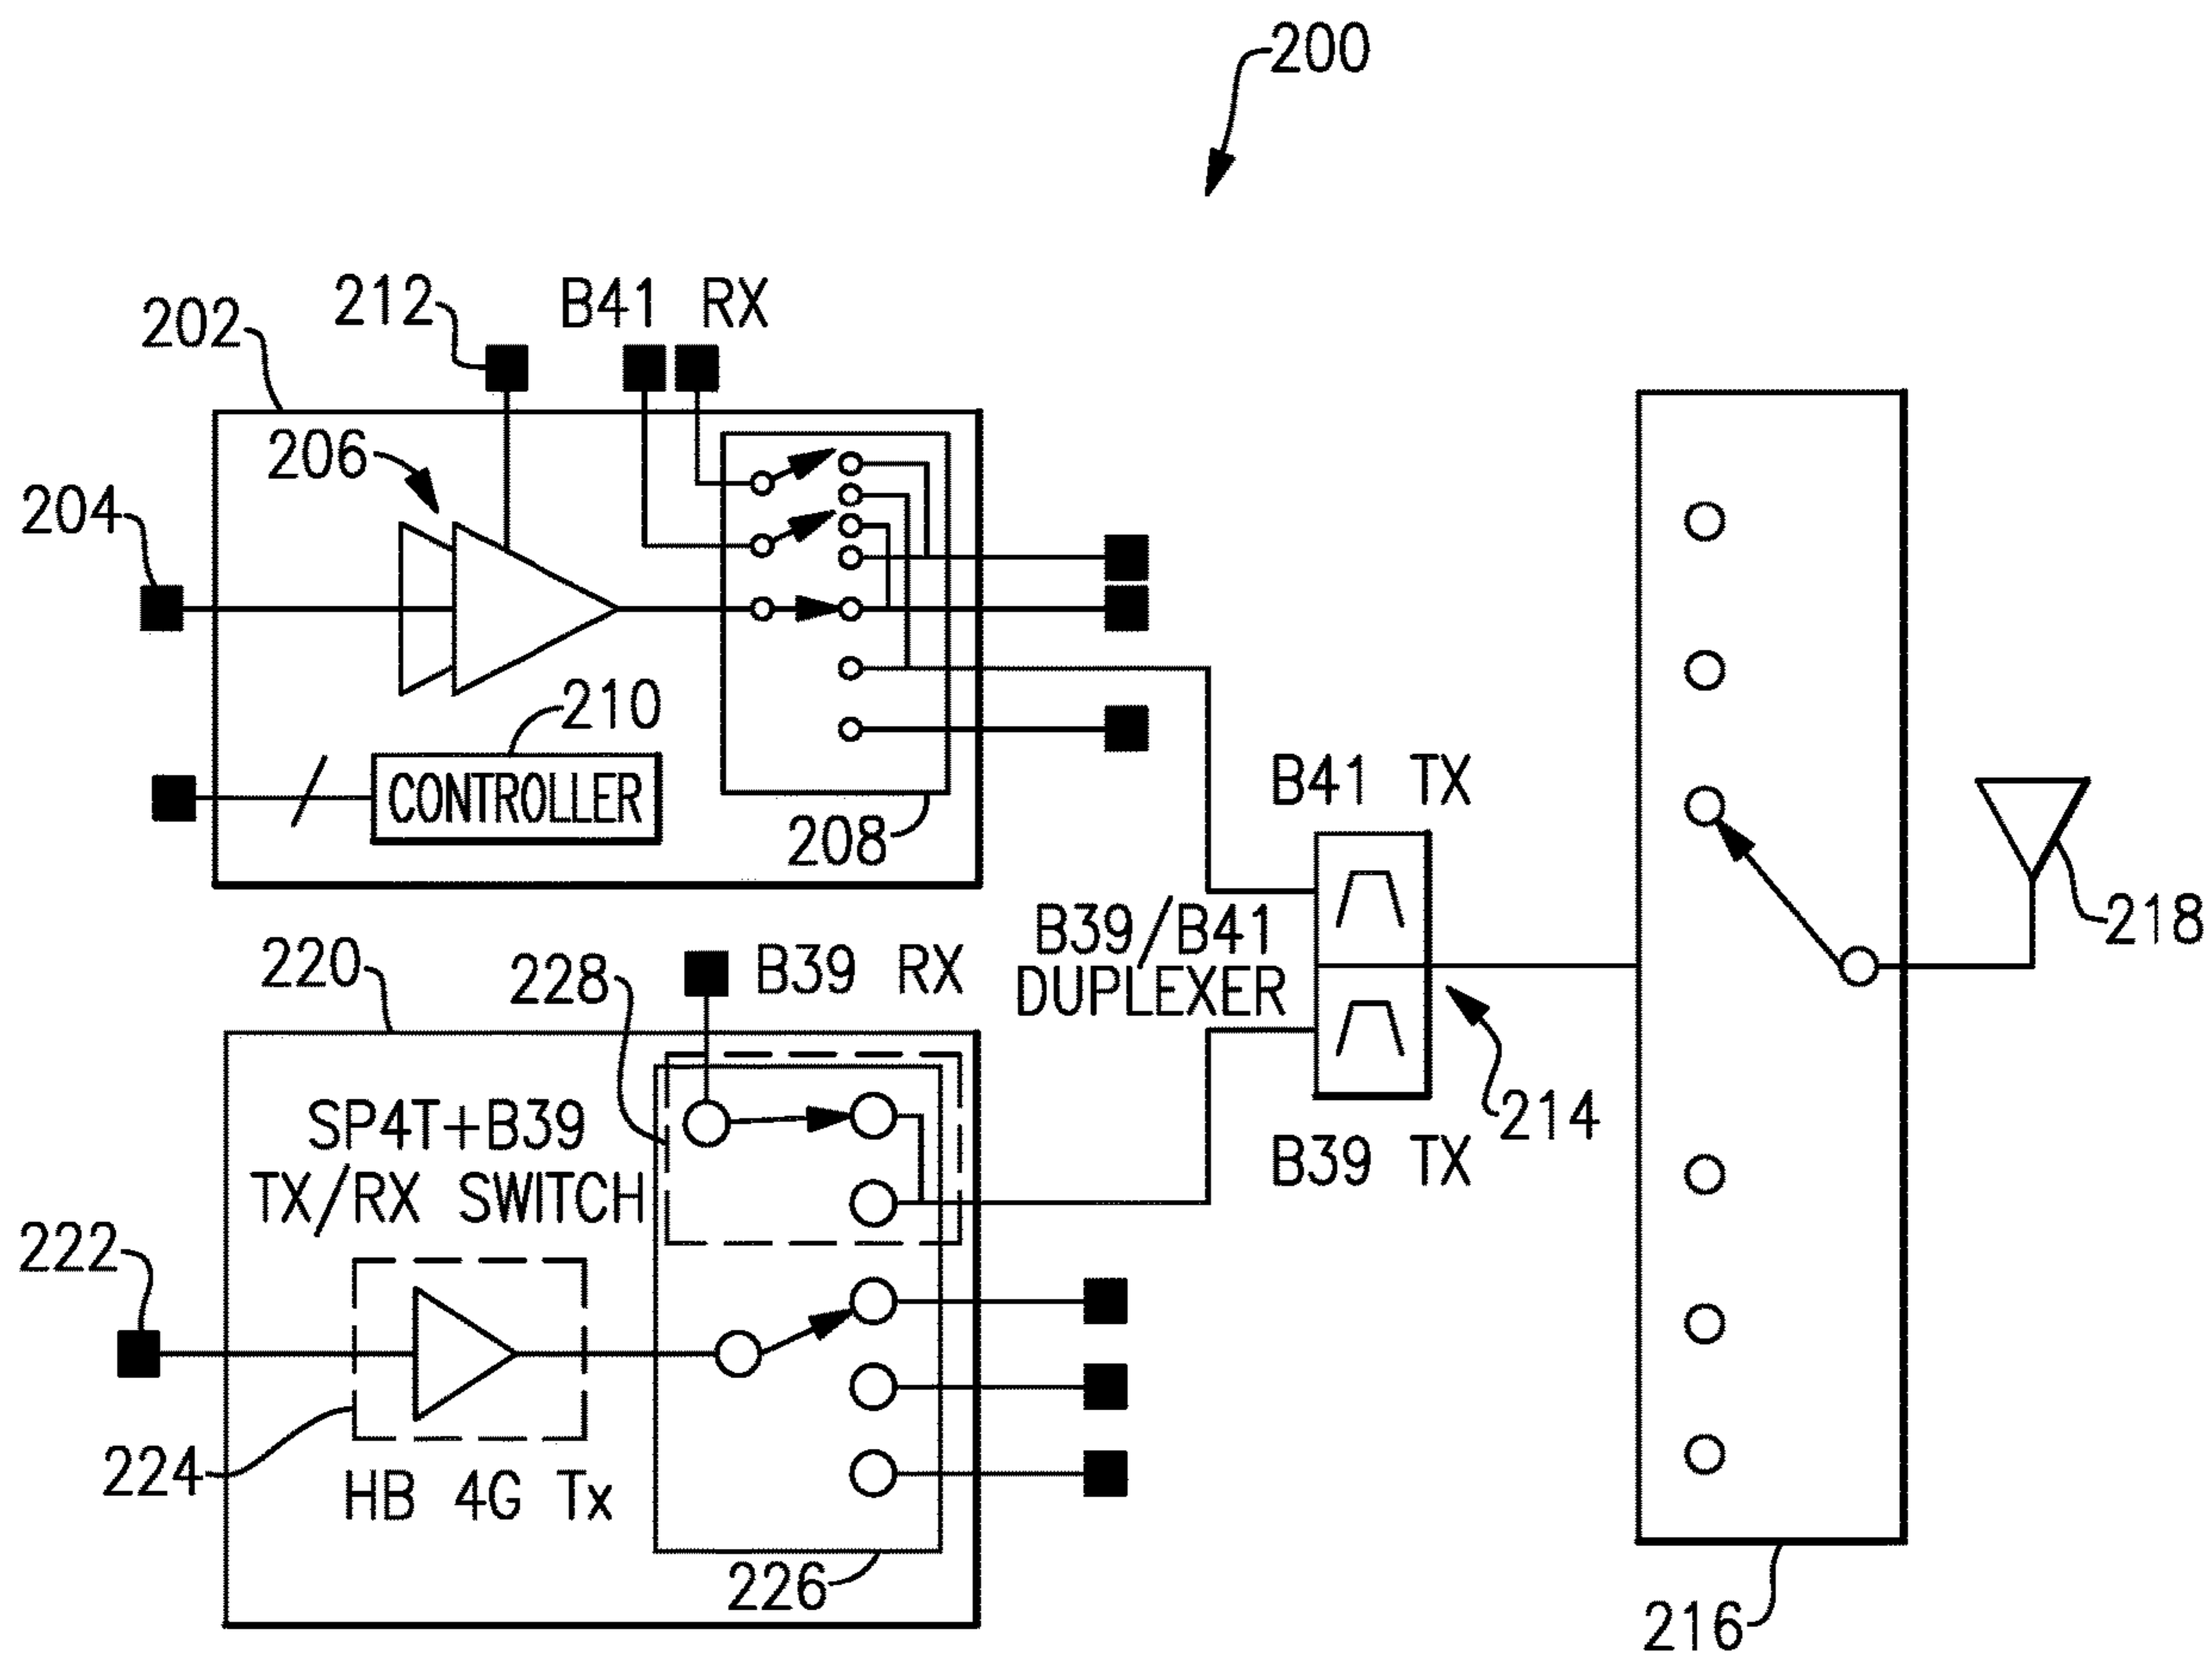 200
212
B41 RX
202
206
204
210
CONTROLLER
208
B41 TX
B39/B41
DUPLEXER
218
220
228
B39 RX
214
SP4T+B39
TX/RX SWITCH
B39 TX
222
224
HB 4G Tx
226
216